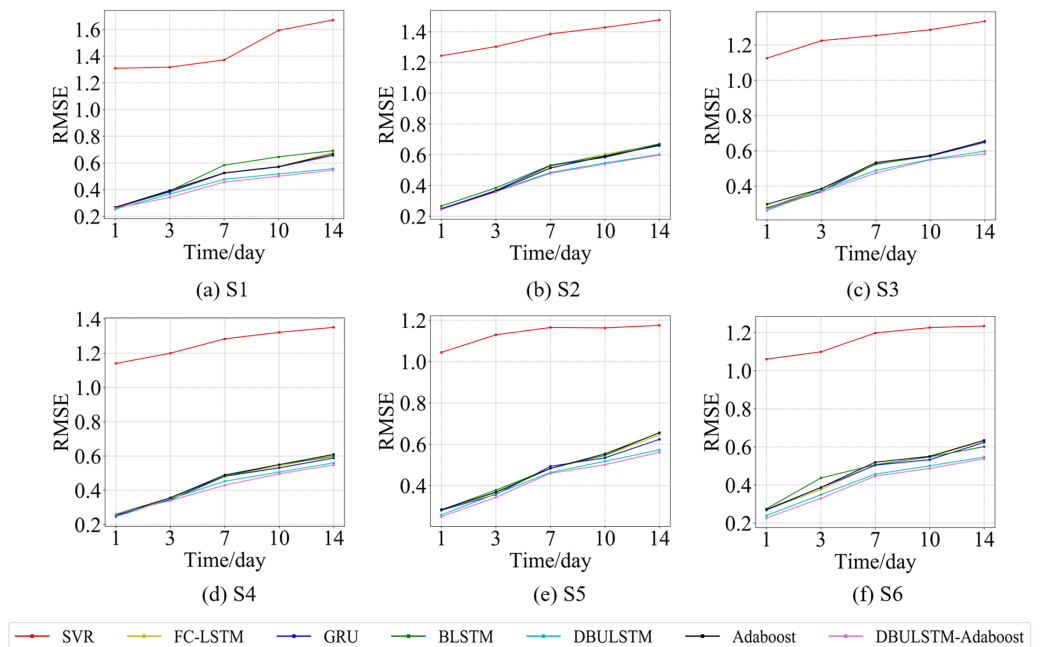 1.6
1.4
1.2
1.0
0.8
0.6
0.4
0.2
RMSE
1 3 7 10 14
Time/day
(a) S1
1.4
1.2
1.0
0.8
0.6
0.4
0.2
RMSE
1 3 7 10 14
Time/day
(b) S2
1.2
1.0
0.8
0.6
0.4
RMSE
1 3 7 10 14
Time/day
(c) S3
1.4
1.2
1.0
0.8
0.6
0.4
0.2
RMSE
1 3 7 10 14
Time/day
(d) S4
1.2
1.0
0.8
0.6
0.4
RMSE
1 3 7 10 14
Time/day
(e) S5
1.2
1.0
0.8
0.6
0.4
0.2
RMSE
1 3 7 10 14
Time/day
(f) S6
SVR FC-LSTM GRU BLSTM DBULSTM Adaboost DBULSTM-Adaboost